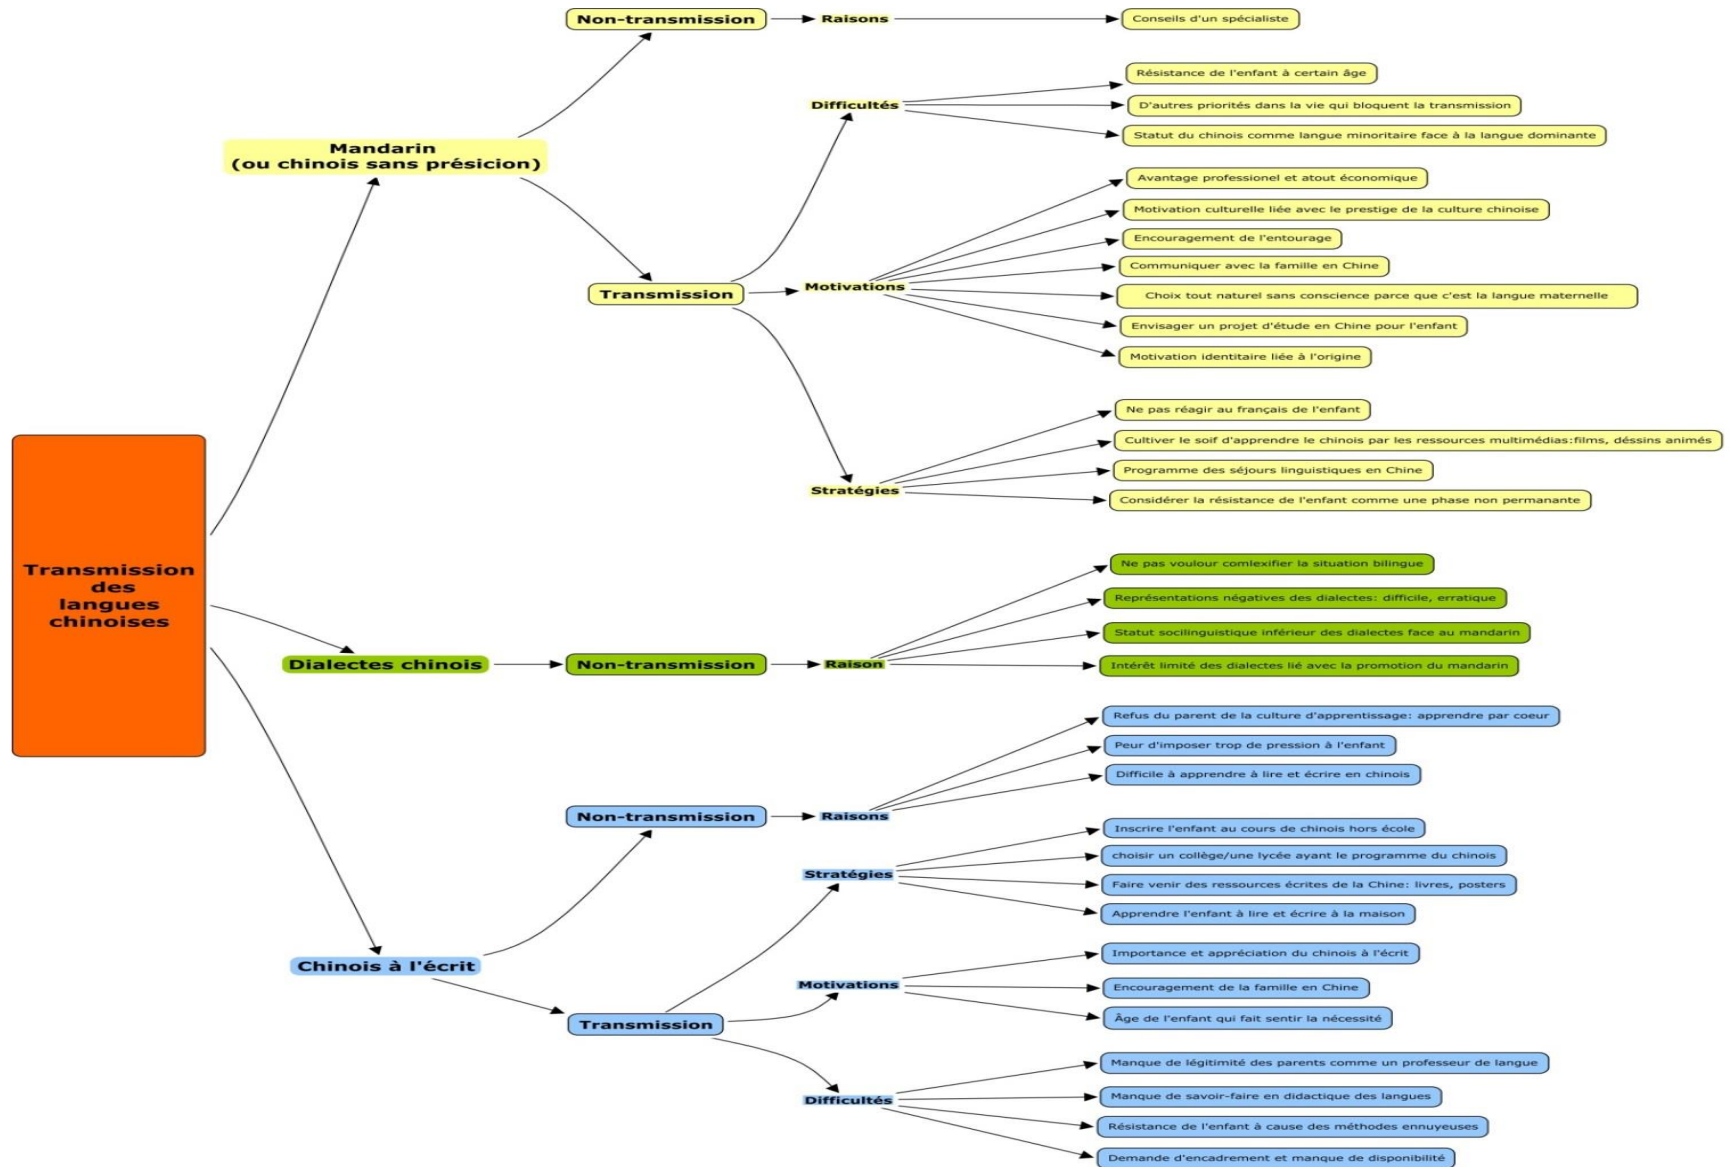 Transmission
des
langues
chinoises
Mandarin
(ou chinois sans présicion)
Non-transmission
Raisons
Conseils d'un spécialiste
Transmission
Difficultés
Résistance de l'enfant à certain âge
D'autres priorités dans la vie qui bloquent la transmission
Statut du chinois comme langue minoritaire face à la langue dominante
Motivations
Avantage professionel et atout économique
Motivation culturelle liée avec le prestige de la culture chinoise
Encouragement de l'entourage
Communiquer avec la famille en Chine
Choix tout naturel sans conscience parce que c'est la langue maternelle
Envisager un projet d'étude en Chine pour l'enfant
Motivation identitaire liée à l'origine
Stratégies
Ne pas réagir au français de l'enfant
Cultiver le soif d'apprendre le chinois par les ressources multimédias:films, déssins animés
Programme des séjours linguistiques en Chine
Considérer la résistance de l'enfant comme une phase non permanante
Dialectes chinois
Non-transmission
Raison
Ne pas voulour comlexifier la situation bilingue
Représentations négatives des dialectes: difficile, erratique
Statut socilinguistique inférieur des dialectes face au mandarin
Intérêt limité des dialectes lié avec la promotion du mandarin
Chinois à l'écrit
Non-transmission
Raisons
Refus du parent de la culture d'apprentissage: apprendre par coeur
Peur d'imposer trop de pression à l'enfant
Difficile à apprendre à lire et écrire en chinois
Transmission
Stratégies
Inscrire l'enfant au cours de chinois hors école
choisir un collège/une lycée ayant le programme du chinois
Faire venir des ressources écrites de la Chine: livres, posters
Apprendre l'enfant à lire et écrire à la maison
Motivations
Importance et appréciation du chinois à l'écrit
Encouragement de la famille en Chine
Âge de l'enfant qui fait sentir la nécessité
Difficultés
Manque de légitimité des parents comme un professeur de langue
Manque de savoir-faire en didactique des langues
Résistance de l'enfant à cause des méthodes ennuyeuses
Demande d'encadrement et manque de disponibilité